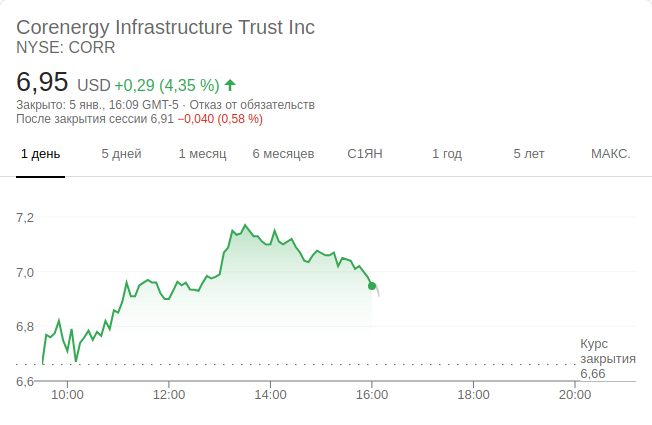 Corenergy Infrastructure Trust Inc
NYSE: CORR
6,95 USD +0,29 (4,35 %)
Закрыто: 5 янв., 16:09 GMT-5 · Отказ от обязательств
После закрытия сессии 6,91 −0,040 (0,58 %)
1 день 5 дней 1 месяц 6 месяцев С1ЯН 1 год 5 лет МАКС.
7,2
7,0
6,8
Курс
закрытия
6,66
6,6
10:00 12:00 14:00 16:00 18:00 20:00